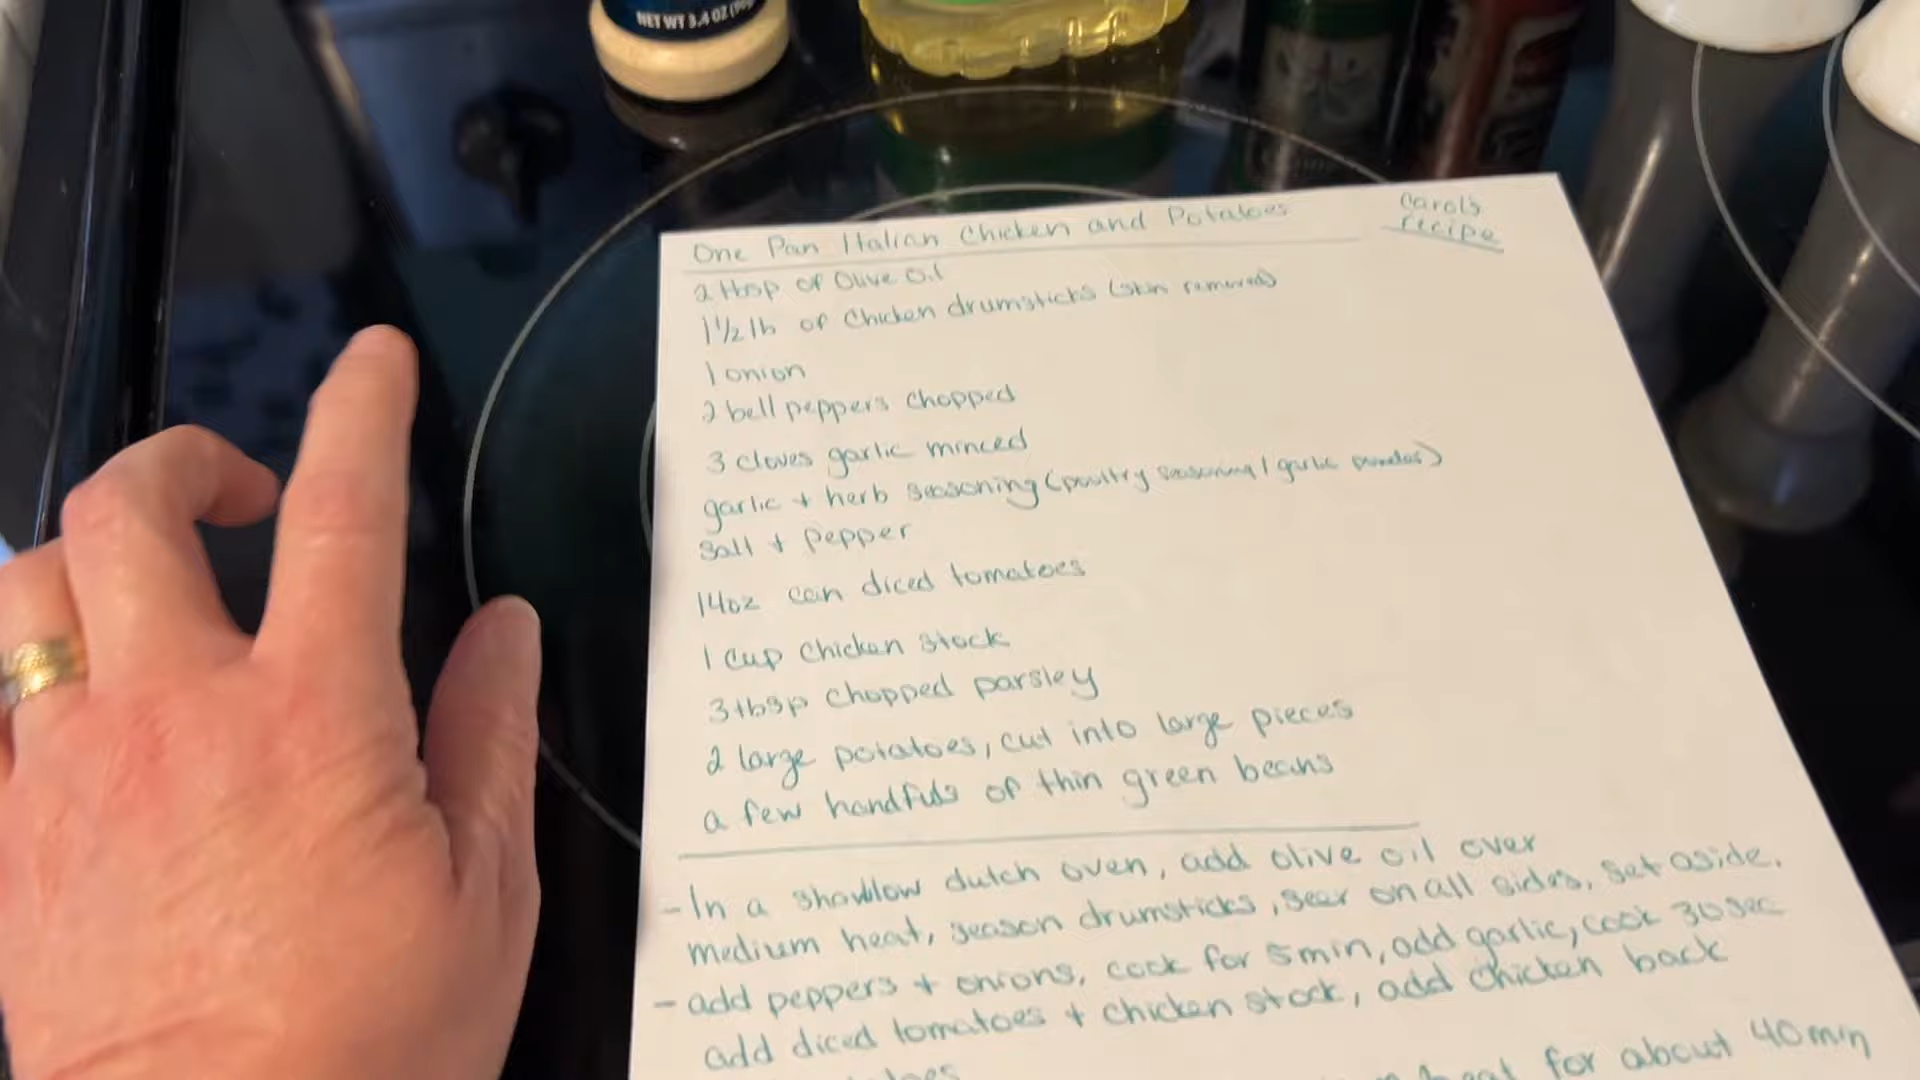 NET WT 3.4 OZ
One Pan Italian Chicken and Potatoes
Carol's
recipe
2 tbsp of Olive Oil
1 1/2 lb of Chicken drumsticks (skin removed)
1 onion
2 bell peppers chopped
3 cloves garlic minced
garlic + herb seasoning (poultry seasoning / garlic powder)
Salt + pepper
14oz can diced tomatoes
1 cup chicken stock
3 tbsp chopped parsley
2 large potatoes, cut into large pieces
a few handfuls of thin green beans
- In a shallow dutch oven, add olive oil over
medium heat, season drumsticks, sear on all sides, set aside.
- add peppers + onions, cook for 5 min, add garlic, cook 30 sec
add diced tomatoes + chicken stock, add chicken back
heat for about 40 min